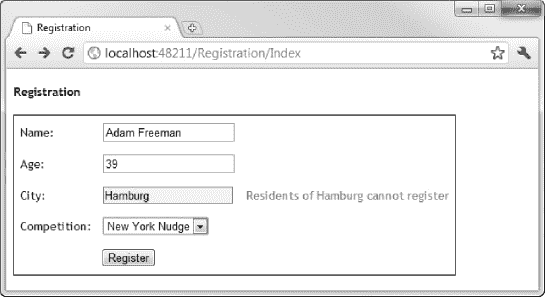 Registration
localhost:48211/Registration/Index
Registration
Name: Adam Freeman
Age: 39
City: Hamburg Residents of Hamburg cannot register
Competition: New York Nudge
Register